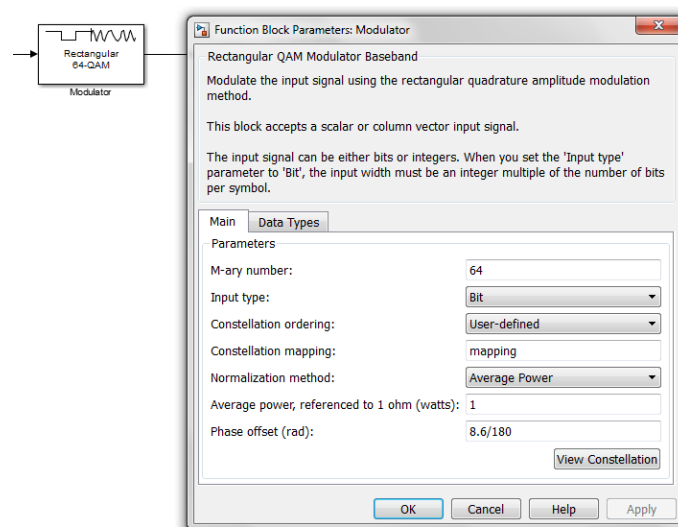 Function Block Parameters: Modulator
Rectangular
64-QAM
Modulator
Rectangular QAM Modulator Baseband
Modulate the input signal using the rectangular quadrature amplitude modulation
method.
This block accepts a scalar or column vector input signal.
The input signal can be either bits or integers. When you set the 'Input type'
parameter to 'Bit', the input width must be an integer multiple of the number of bits
per symbol.
Main Data Types
Parameters
M-ary number: 64
Input type: Bit
Constellation ordering: User-defined
Constellation mapping: mapping
Normalization method: Average Power
Average power, referenced to 1 ohm (watts): 1
Phase offset (rad): 8.6/180
View Constellation
OK Cancel Help Apply